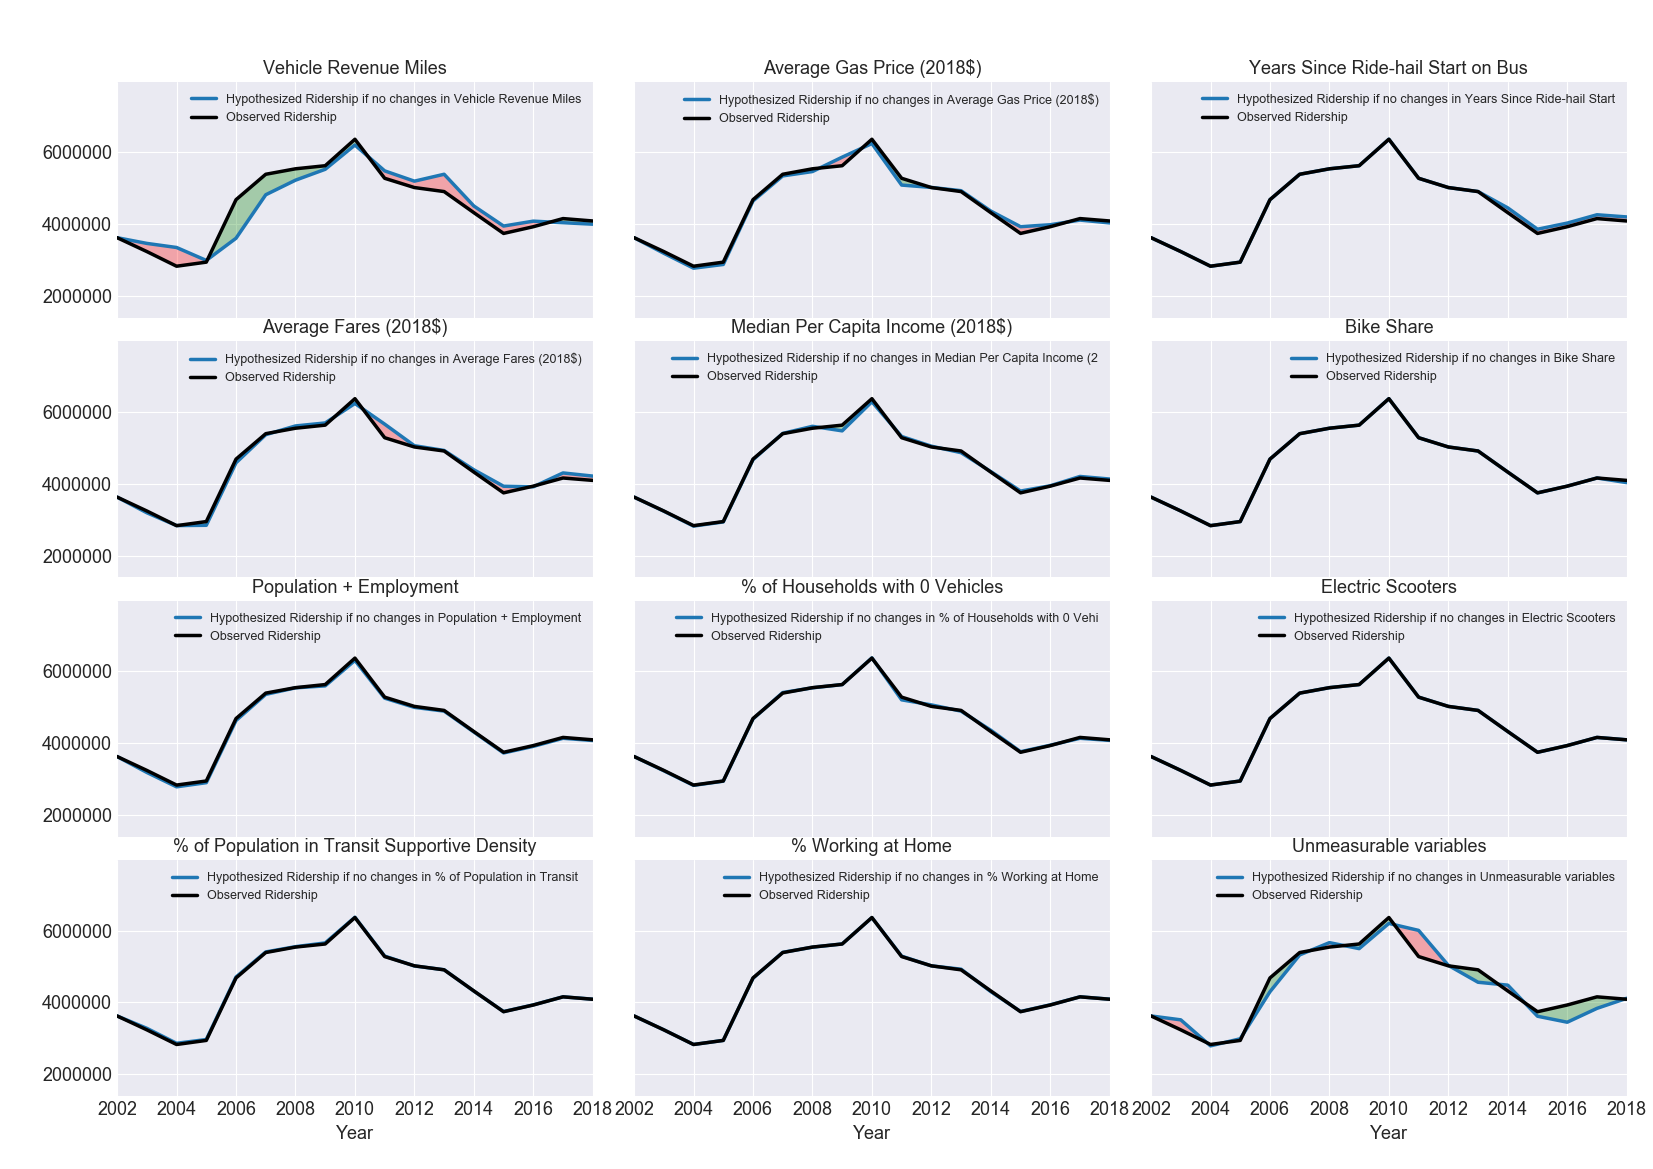 Vehicle Revenue Miles
Hypothesized Ridership if no changes in Vehicle Revenue Miles
Observed Ridership
6000000
4000000
2000000
Average Gas Price (2018$)
Hypothesized Ridership if no changes in Average Gas Price (2018$)
Observed Ridership
Years Since Ride-hail Start on Bus
Hypothesized Ridership if no changes in Years Since Ride-hail Start
Observed Ridership
Average Fares (2018$)
Hypothesized Ridership if no changes in Average Fares (2018$)
Observed Ridership
6000000
4000000
2000000
Median Per Capita Income (2018$)
Hypothesized Ridership if no changes in Median Per Capita Income (2
Observed Ridership
Bike Share
Hypothesized Ridership if no changes in Bike Share
Observed Ridership
Population + Employment
Hypothesized Ridership if no changes in Population + Employment
Observed Ridership
6000000
4000000
2000000
% of Households with 0 Vehicles
Hypothesized Ridership if no changes in % of Households with 0 Vehi
Observed Ridership
Electric Scooters
Hypothesized Ridership if no changes in Electric Scooters
Observed Ridership
% of Population in Transit Supportive Density
Hypothesized Ridership if no changes in % of Population in Transit
Observed Ridership
6000000
4000000
2000000
2002 2004 2006 2008 2010 2012 2014 2016 2018
Year
% Working at Home
Hypothesized Ridership if no changes in % Working at Home
Observed Ridership
2002 2004 2006 2008 2010 2012 2014 2016 2018
Year
Unmeasurable variables
Hypothesized Ridership if no changes in Unmeasurable variables
Observed Ridership
2002 2004 2006 2008 2010 2012 2014 2016 2018
Year